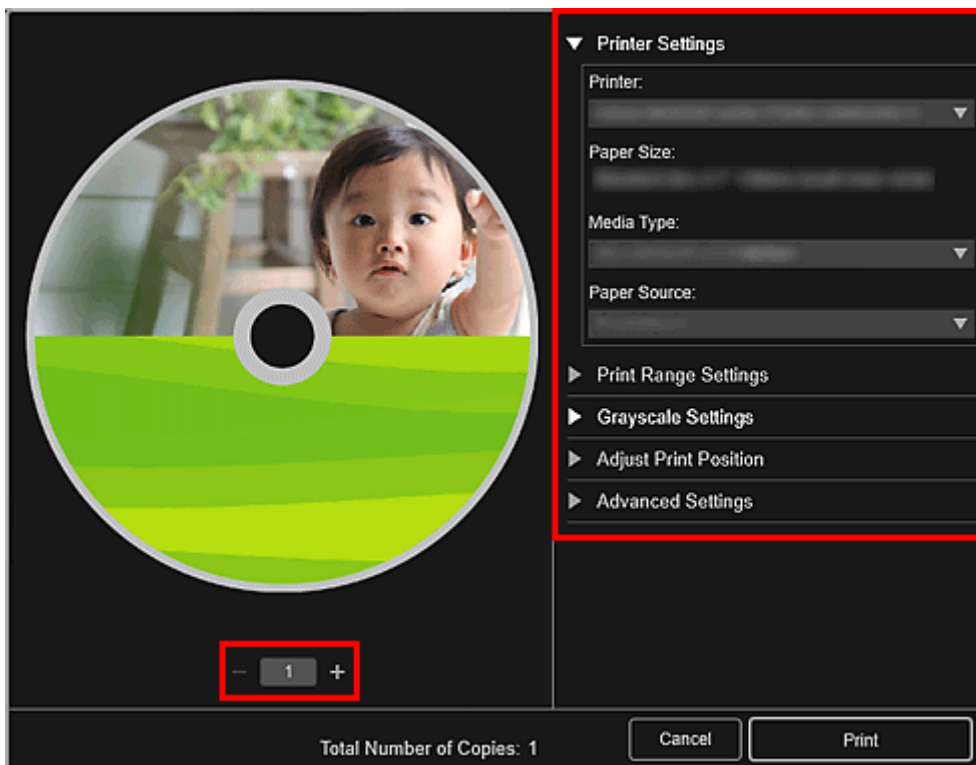 Printer Settings
Printer:
Paper Size:
Media Type:
Paper Source:
Print Range Settings
Grayscale Settings
Adjust Print Position
Advanced Settings
1
Total Number of Copies: 1
Cancel
Print